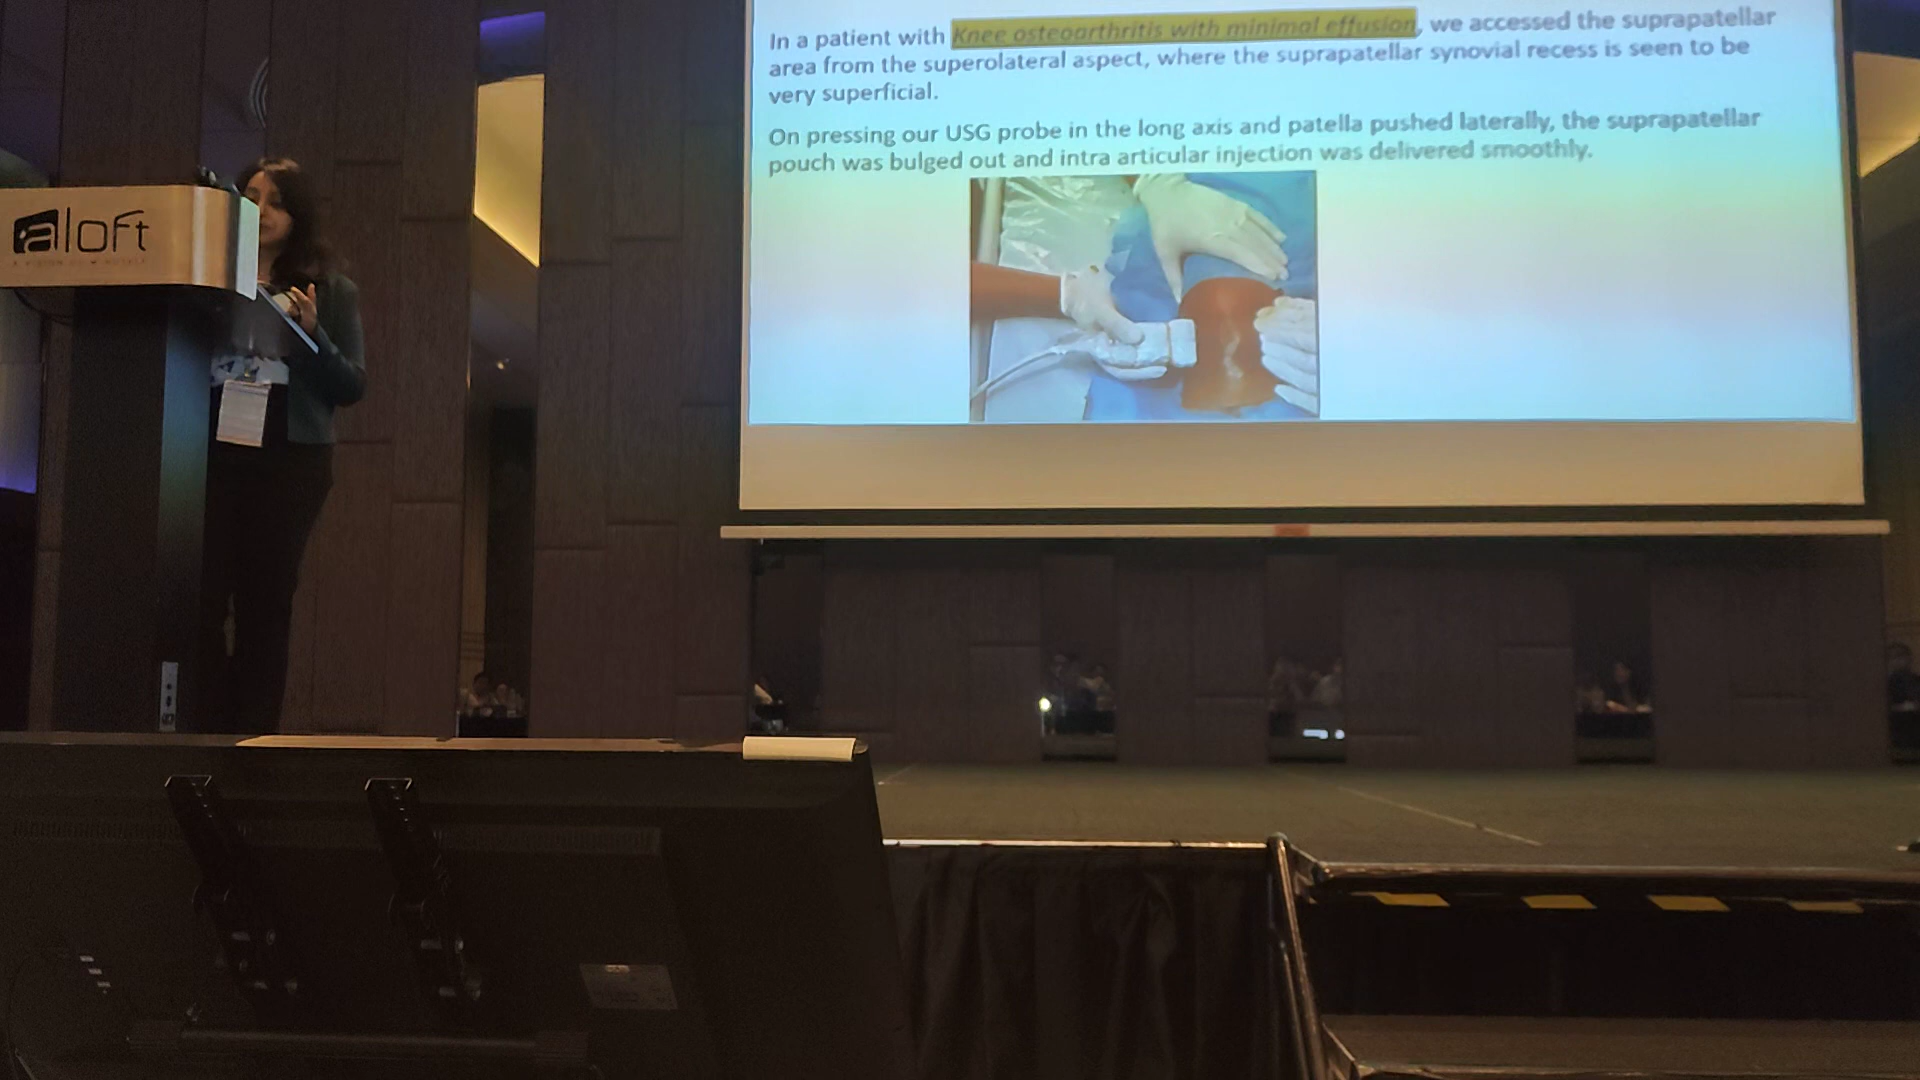 aloft
In a patient with Knee osteoarthritis with minimal effusion, we accessed the suprapatellar
area from the superolateral aspect, where the suprapatellar synovial recess is seen to be
very superficial.
On pressing our USG probe in the long axis and patella pushed laterally, the suprapatellar
pouch was bulged out and intra articular injection was delivered smoothly.